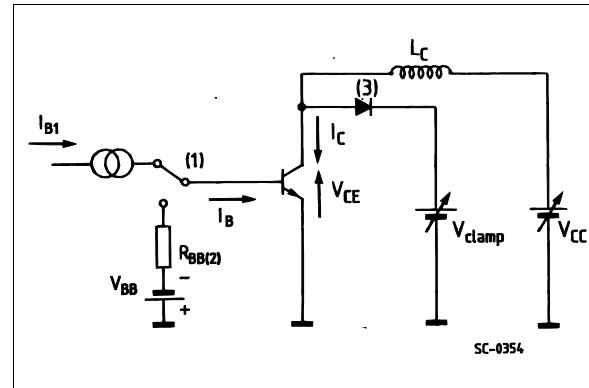 L_C
(3)
I_B1
(1)
I_C
V_CE
I_B
V_clamp
V_CC
R_BB(2)
V_BB
−
+
SC-0354